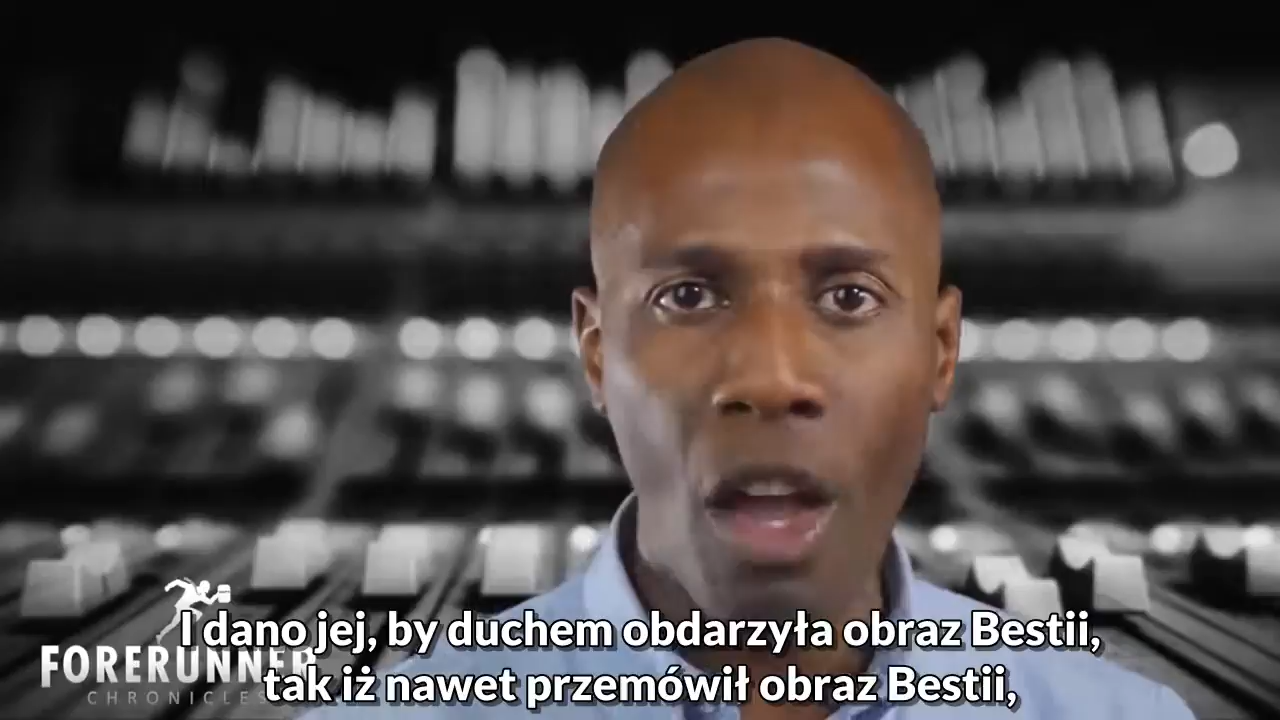 I dano jej, by duchem obdarzyła obraz Bestii,
FORERUNNER
tak iż nawet przemówił obraz Bestii,
CHRONICLES